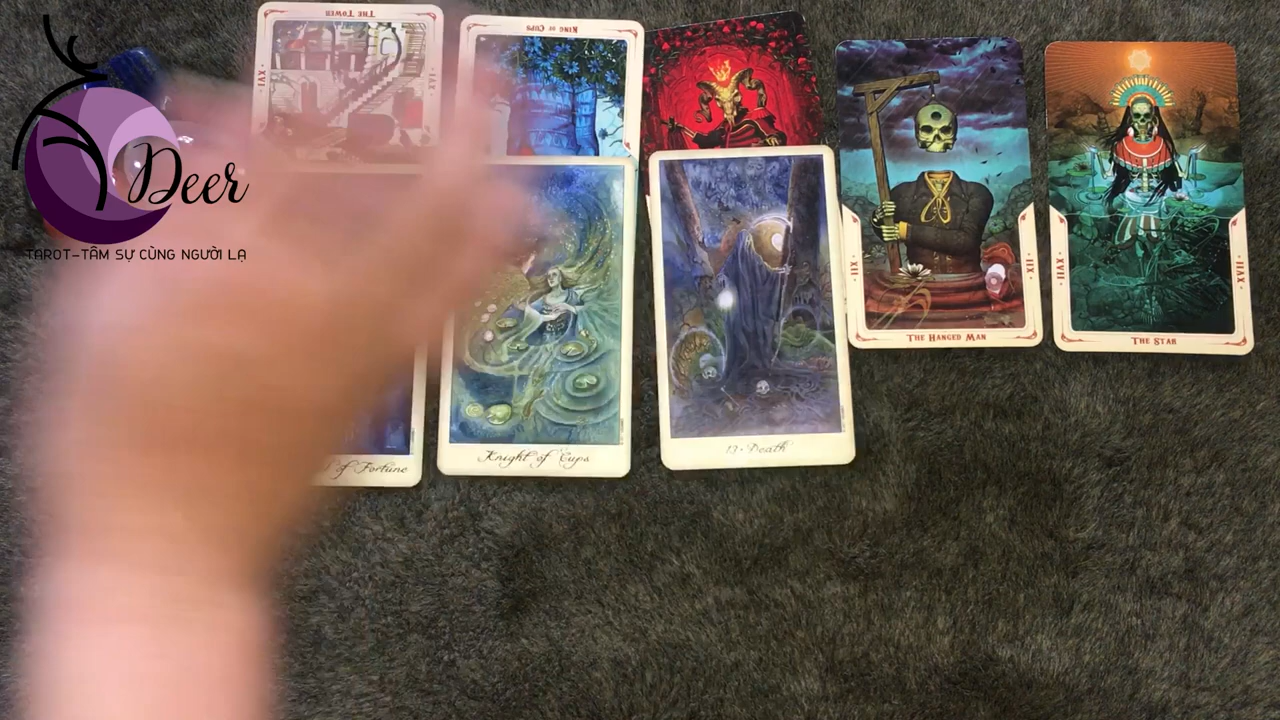 The Tower
XVI
XVI
King of Cups
Deer
TAROT-TÂM SỰ CÙNG NGƯỜI LẠ
of Fortune
Knight of Cups
13 · Death
XII
XII
The Hanged Man
XVII
XVII
The Star